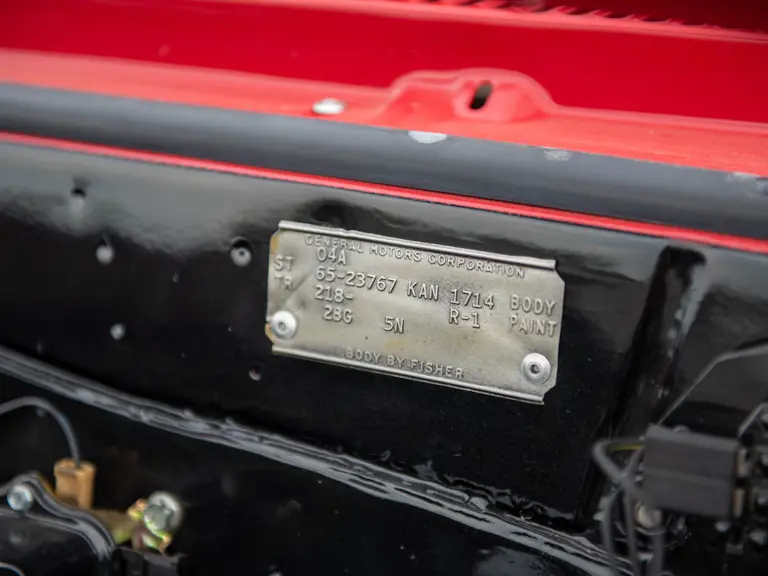 GENERAL MOTORS CORPORATION
04A
ST 65-23767 KAN 1714 BODY
TR 218- R-1 PAINT
28G 5N
BODY BY FISHER